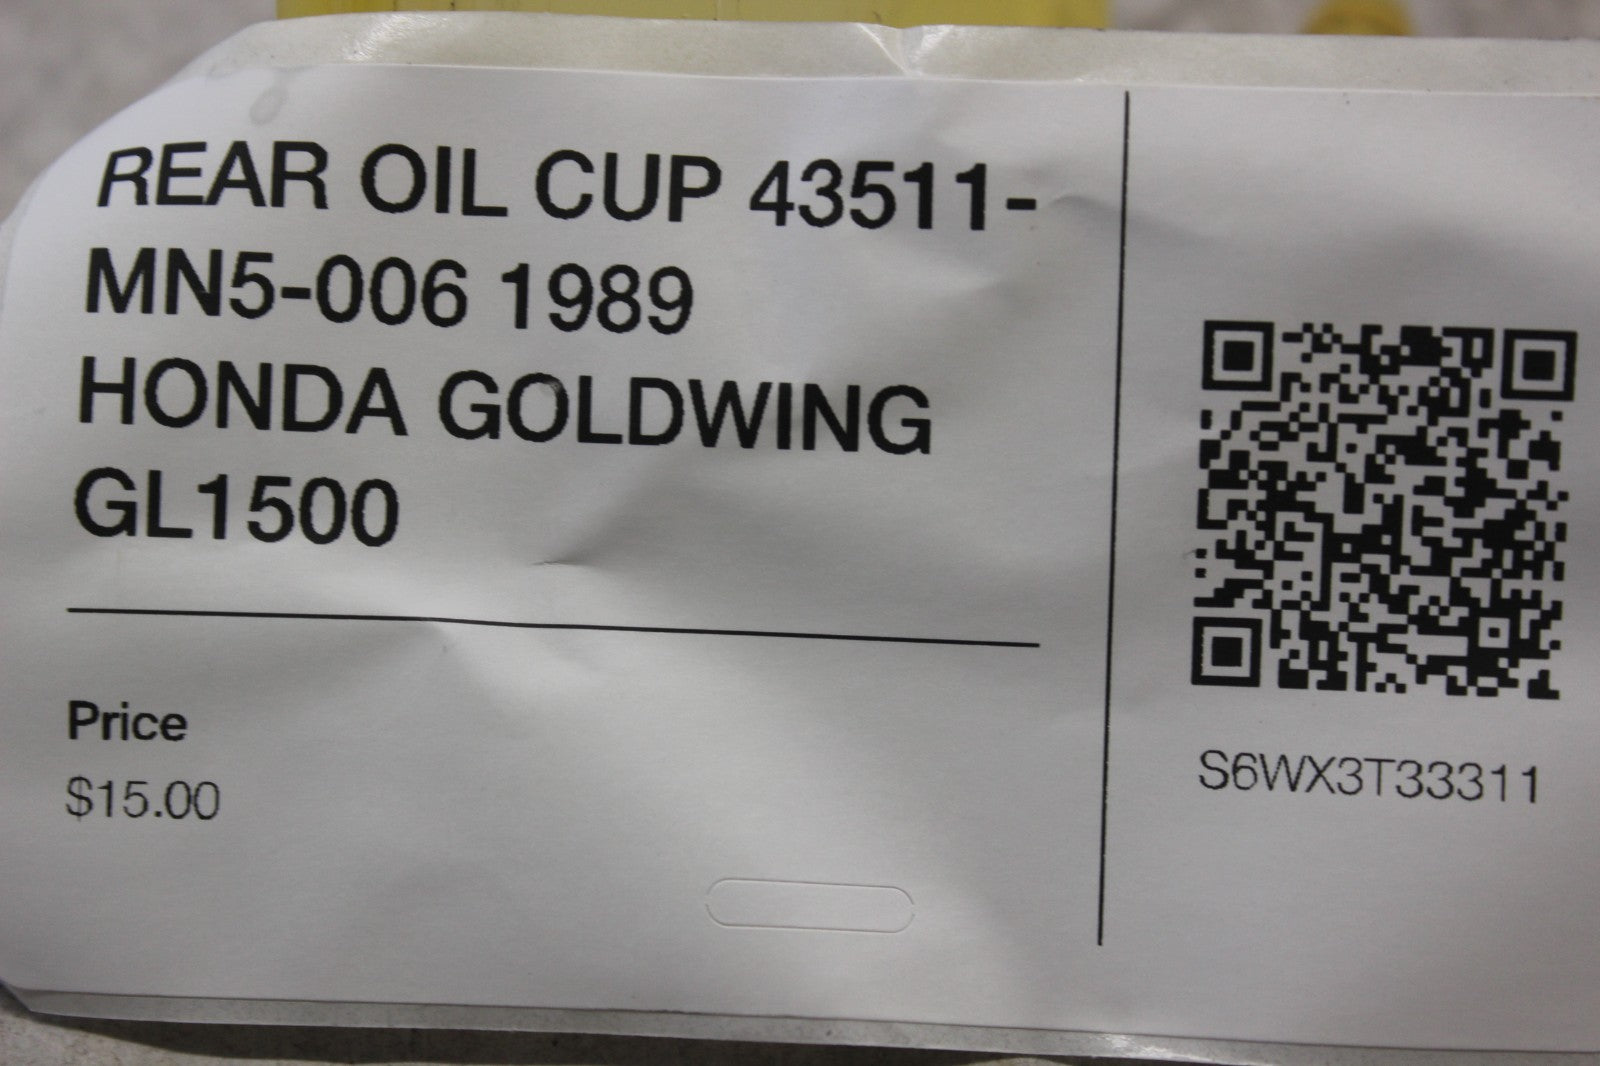 REAR OIL CUP 43511-
MN5-006 1989
HONDA GOLDWING
GL1500
Price
$15.00
S6WX3T33311